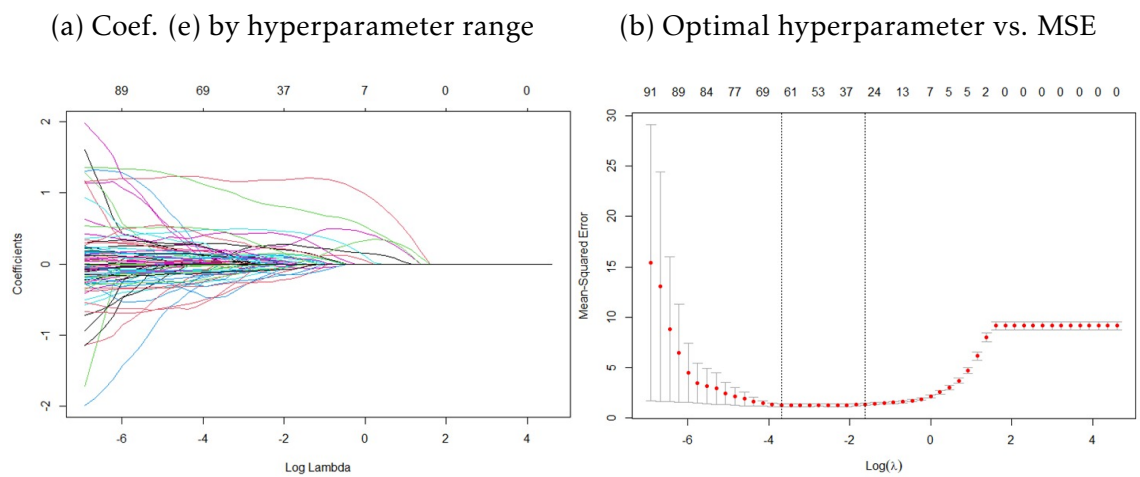 (a) Coef. (e) by hyperparameter range
89 69 37 7 0 0
2
1
0
-1
-2
Coefficients
-6 -4 -2 0 2 4
Log Lambda
(b) Optimal hyperparameter vs. MSE
91 89 84 77 69 61 53 37 24 13 7 5 5 2 0 0 0 0 0 0 0
30
25
20
15
10
5
0
Mean-Squared Error
-6 -4 -2 0 2 4
Log(λ)